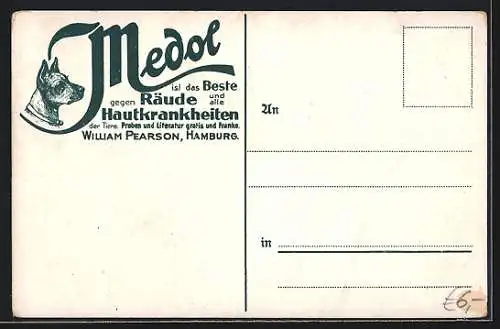 Medol
ist das Beste
gegen Räude und alle
Hautkrankheiten
der Tiere. Proben und Literatur gratis und franko.
WILLIAM PEARSON, HAMBURG.
An
in
€6,-